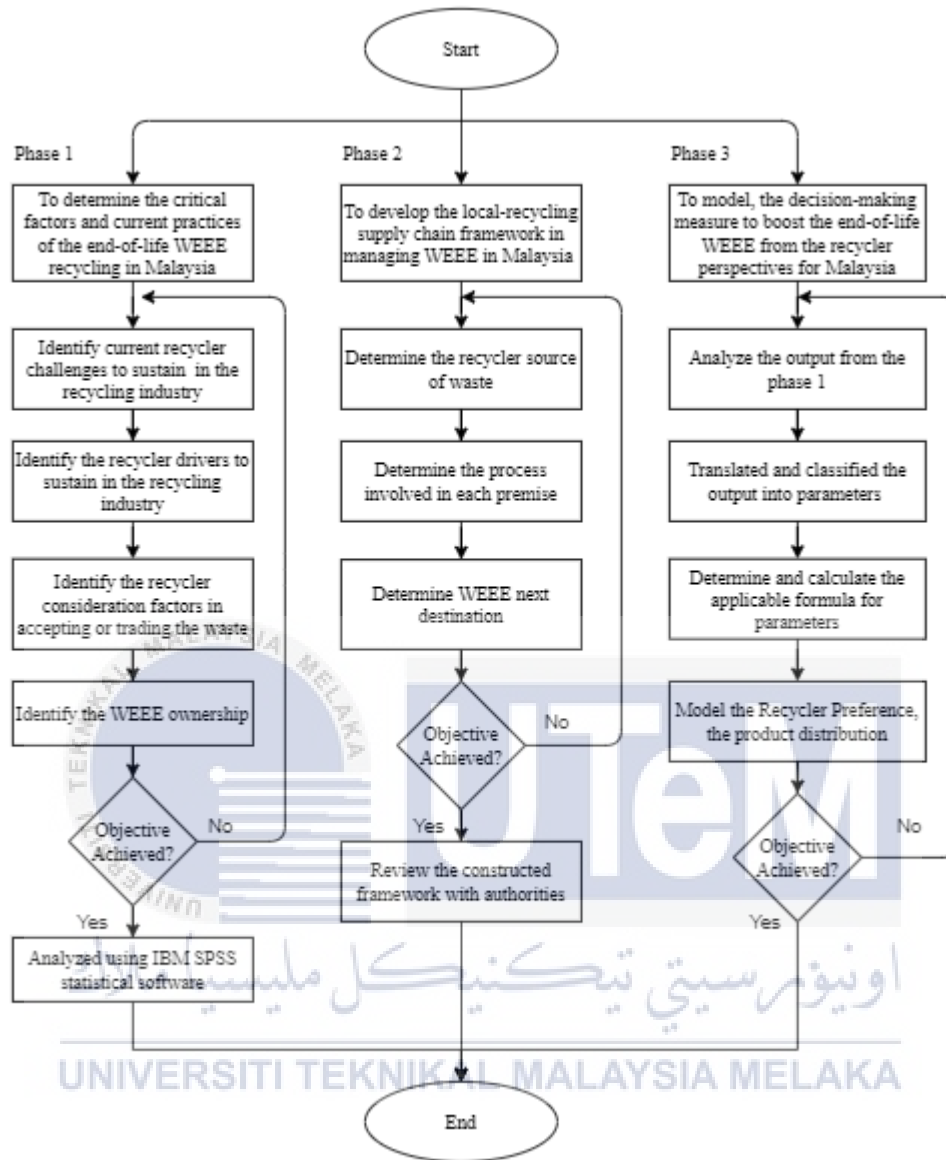 Start
Phase 1
To determine the critical
factors and current practices
of the end-of-life WEEE
recycling in Malaysia
Identify current recycler
challenges to sustain in the
recycling industry
Identify the recycler drivers to
sustain in the recycling
industry
Identify the recycler
consideration factors in
accepting or trading the waste
Identify the WEEE ownership
Objective
Achieved?
No
Yes
Analyzed using IBM SPSS
statistical software
Phase 2
To develop the local-recycling
supply chain framework in
managing WEEE in Malaysia
Determine the recycler source
of waste
Determine the process
involved in each premise
Determine WEEE next
destination
Objective
Achieved?
No
Yes
Review the constructed
framework with authorities
Phase 3
To model, the decision-making
measure to boost the end-of-life
WEEE from the recycler
perspectives for Malaysia
Analyze the output from the
phase 1
Translated and classified the
output into parameters
Determine and calculate the
applicable formula for
parameters
Model the Recycler Preference,
the product distribution
Objective
Achieved?
No
Yes
End
UTeM
اونيۏرسيتي تيكنيكل مليسيا ملاك
UNIVERSITI TEKNIKAL MALAYSIA MELAKA